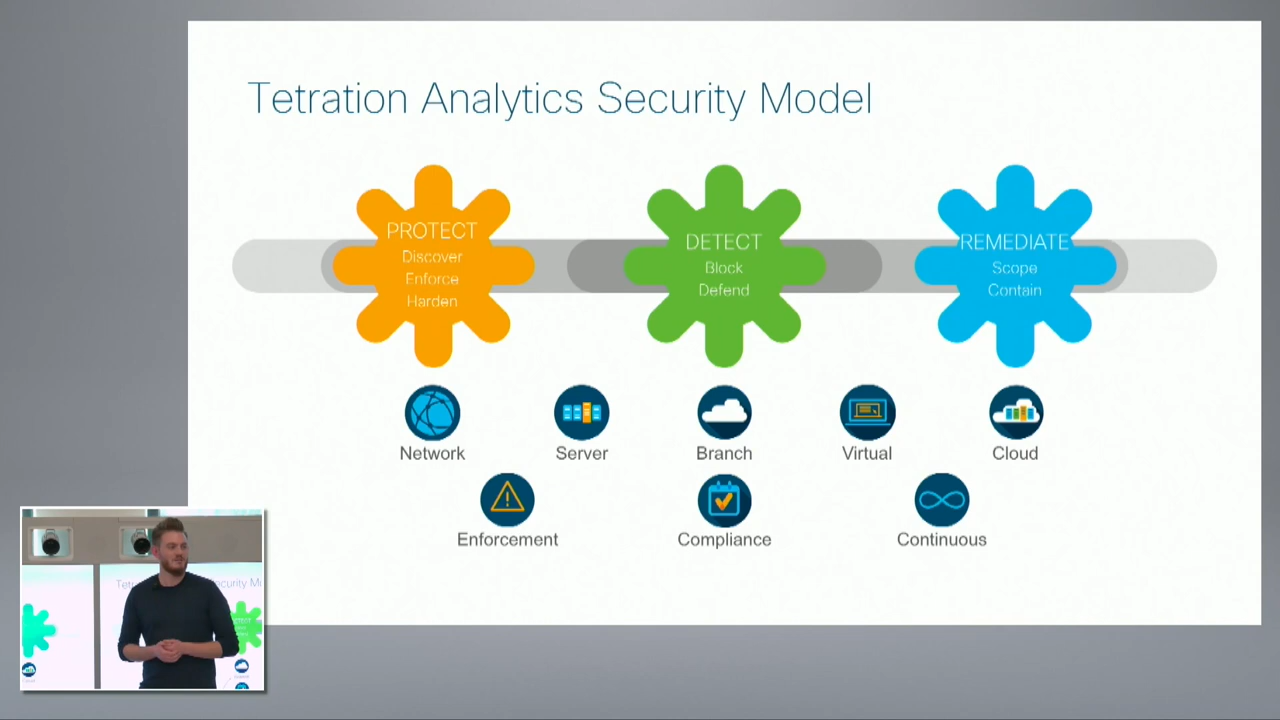 Tetration Analytics Security Model
PROTECT
Discover
Enforce
Harden
DETECT
Block
Defend
REMEDIATE
Scope
Contain
Network
Server
Branch
Virtual
Cloud
Enforcement
Compliance
Continuous